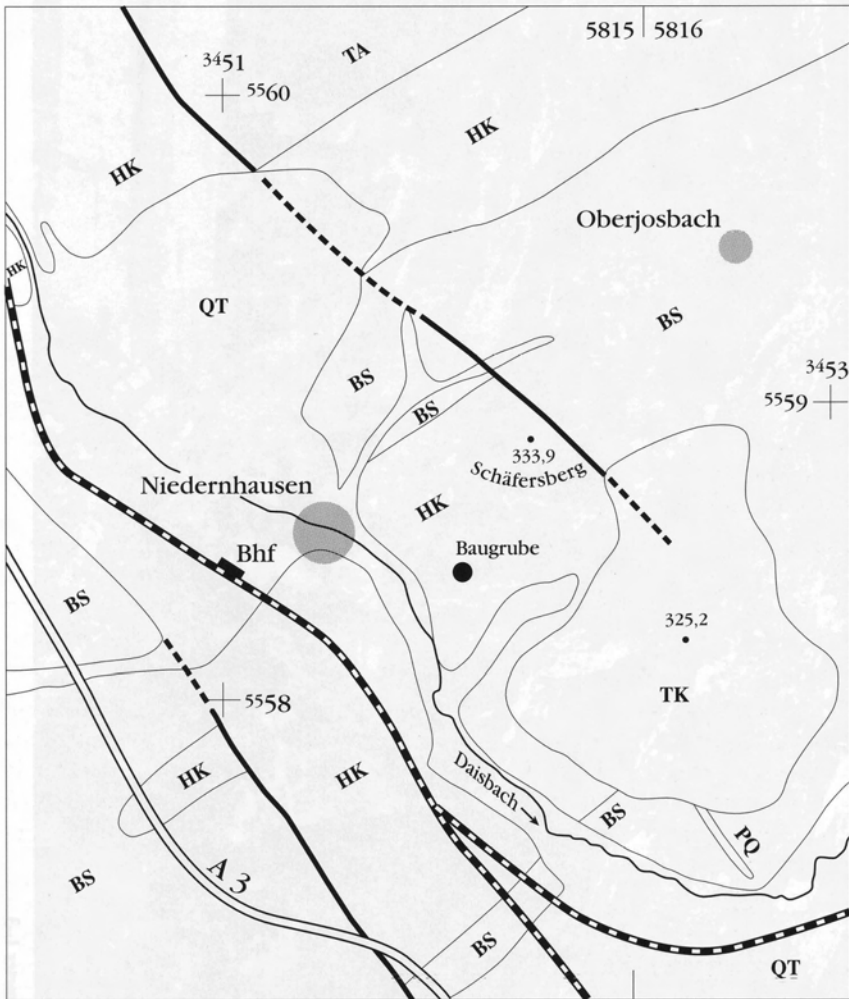 TA
5815 | 5816
³⁴51
⁵⁵60
HK
HK
Oberjosbach
HK
QT
BS
BS
³⁴53
⁵⁵59
BS
333,9
Schäfersberg
Niedernhausen
HK
Bhf
Baugrube
BS
325,2
BS
⁵⁵58
TK
HK
HK
Daisbach →
BS
PQ
BS
A 3
BS
QT